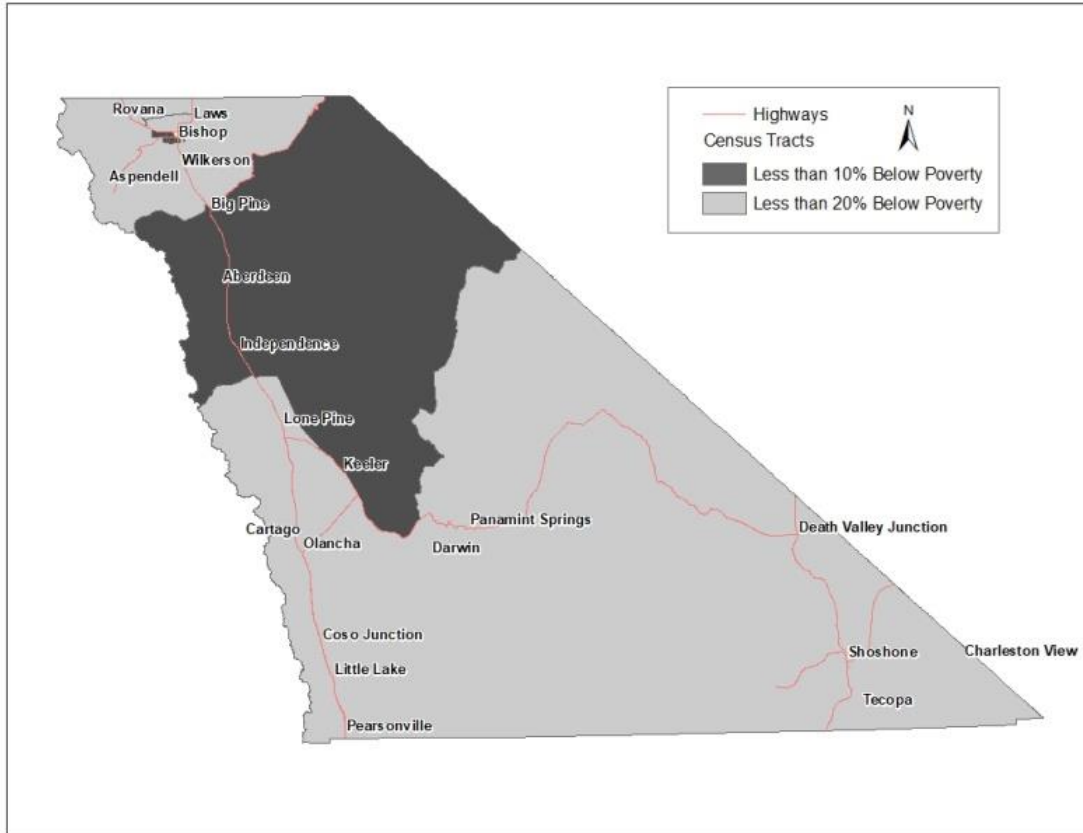 Rovana
Laws
Bishop
Wilkerson
Aspendell
Big Pine
Aberdeen
Independence
Lone Pine
Keeler
Cartago
Olancha
Darwin
Panamint Springs
Death Valley Junction
Coso Junction
Little Lake
Pearsonville
Shoshone
Charleston View
Tecopa
Highways
N
Census Tracts
Less than 10% Below Poverty
Less than 20% Below Poverty